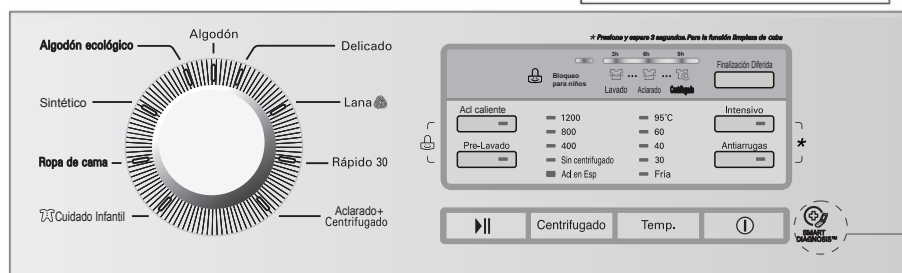 Algodón ecológico
Algodón
Delicado
Sintético
Lana
Ropa de cama
Rápido 30
Cuidado Infantil
Aclarado+
Centrifugado
* Presione y espere 3 segundos.Para la función limpieza de cuba
3h 6h 9h
Bloqueo
para niños
Lavado Aclarado Centrifugado
Finalización Diferida
Acl caliente
Pre-Lavado
1200
800
400
Sin centrifugado
Acl en Esp
95°C
60
40
30
Fría
Intensivo
Antiarrugas
*
Centrifugado
Temp.
SMART
DIAGNOSIS™